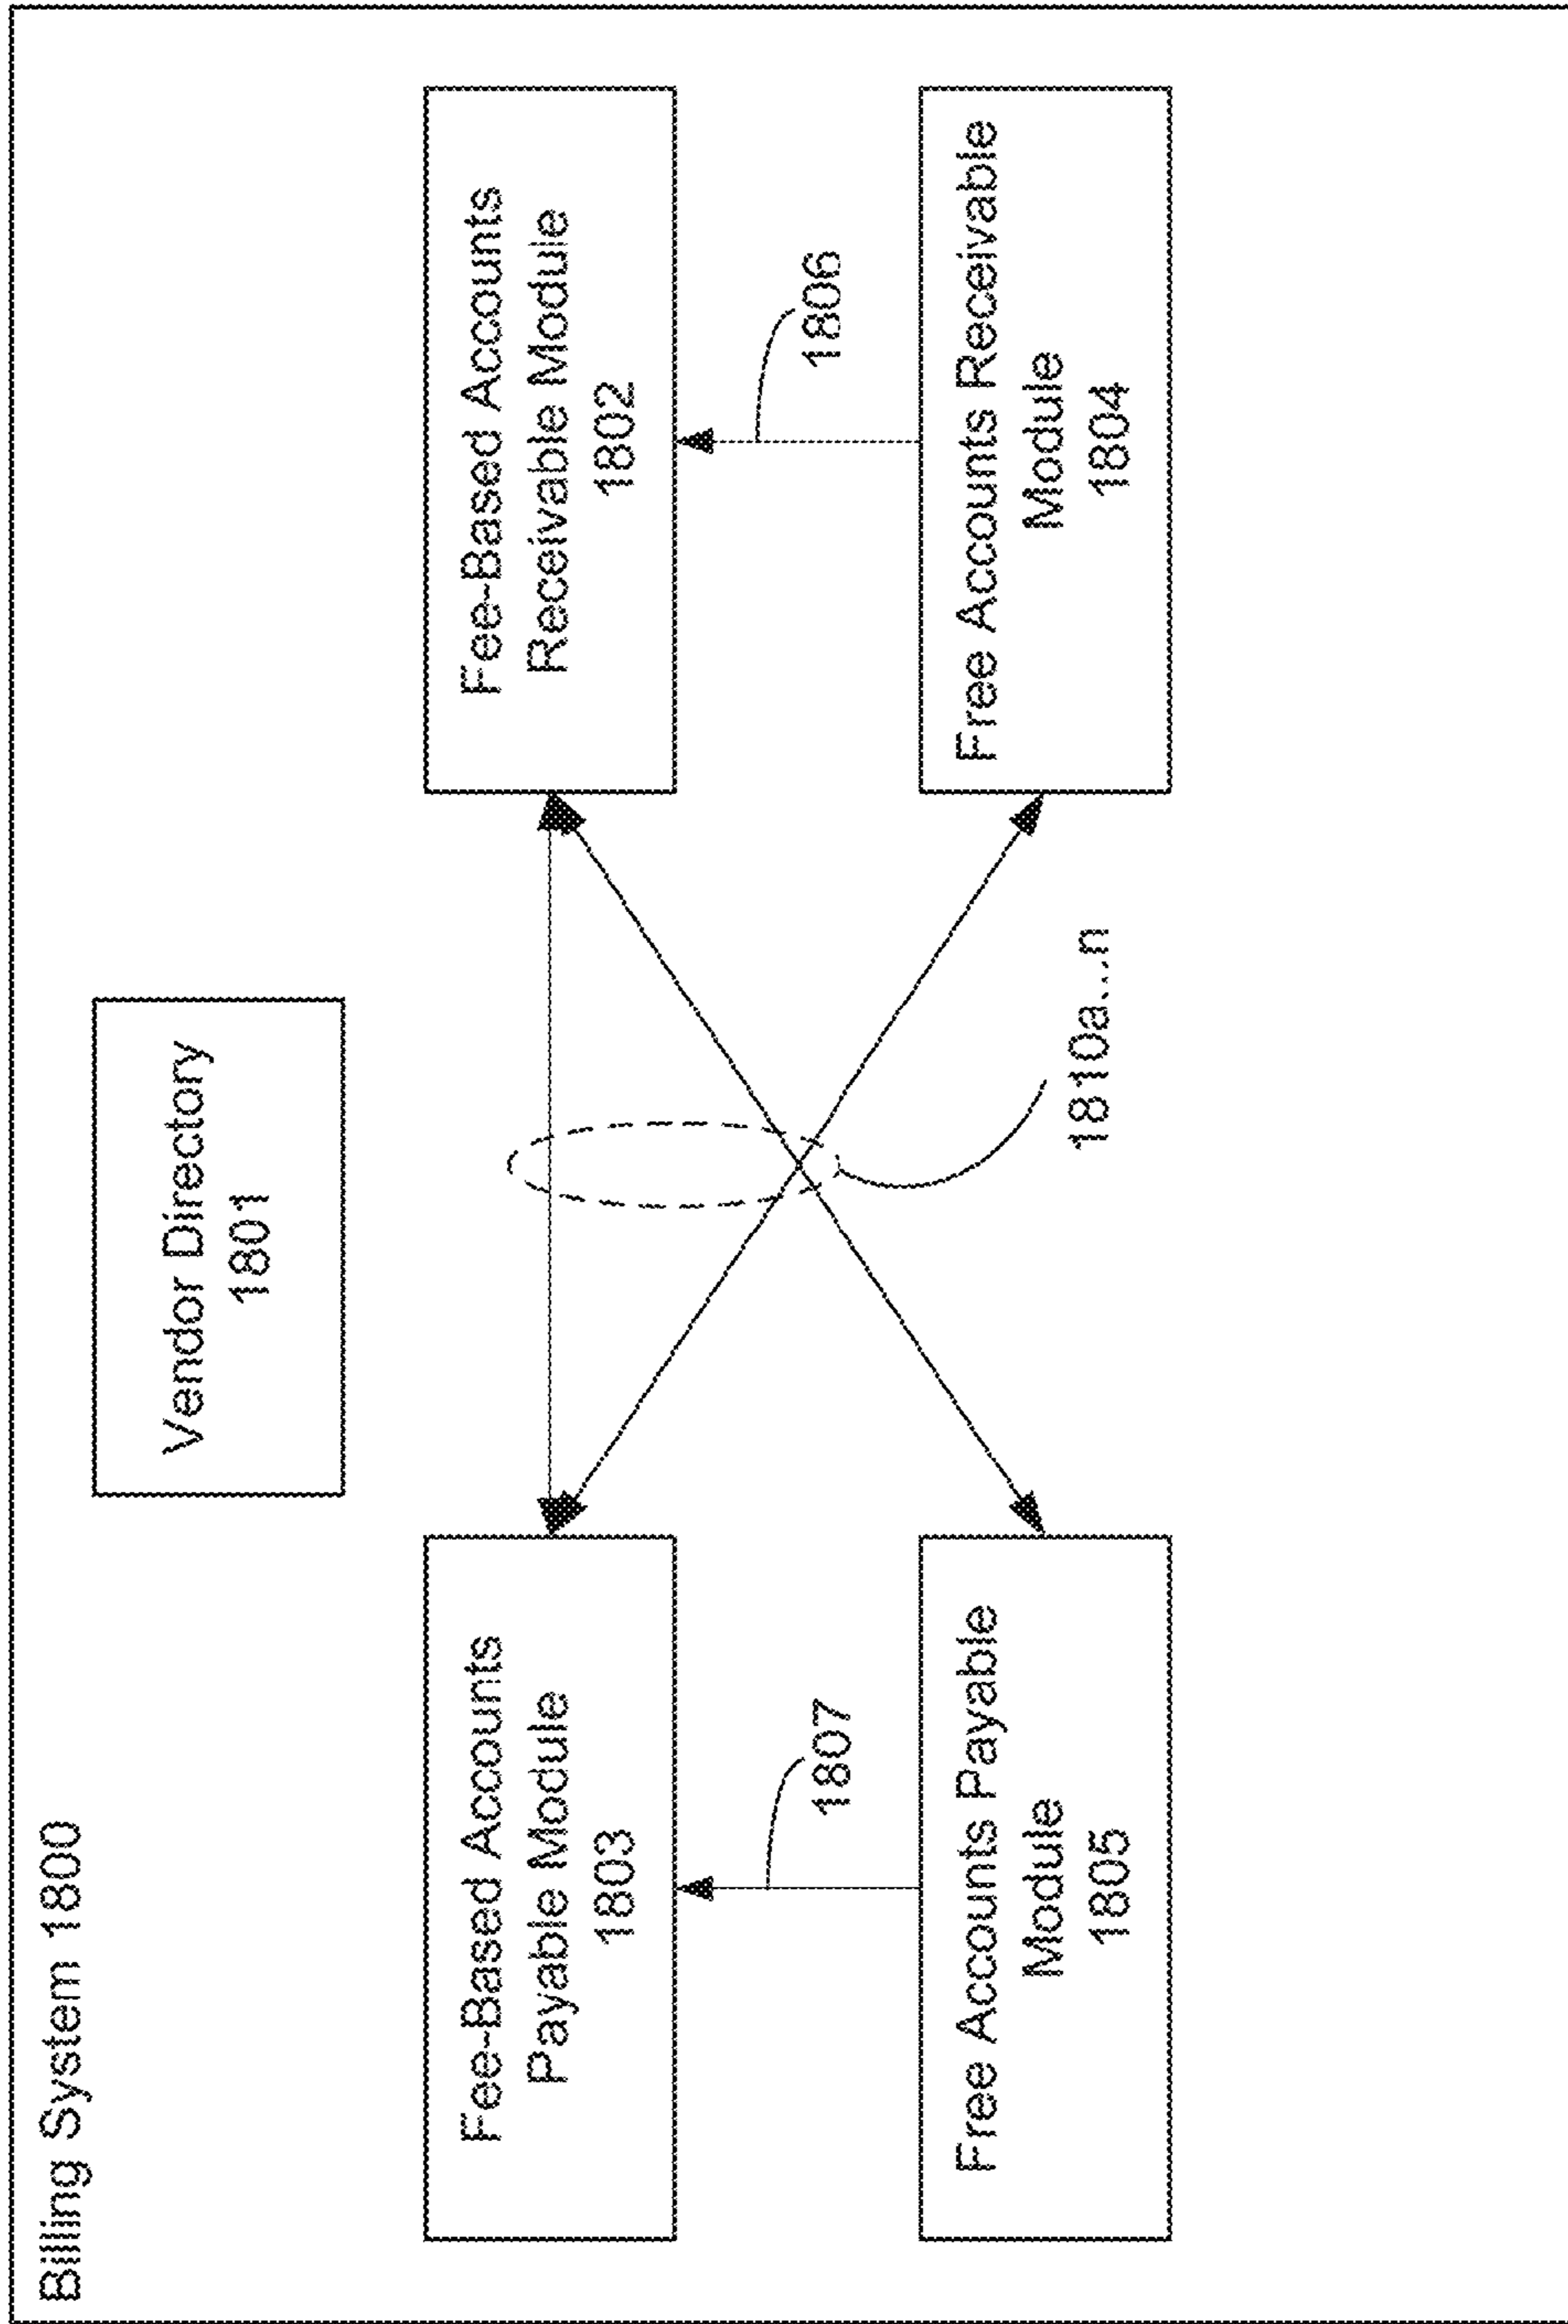 Billing System 1800
Vendor Directory
1801
Fee-Based Accounts
Payable Module
1803
Fee-Based Accounts
Receivable Module
1802
1807
1806
1810a...n
Free Accounts Payable
Module
1805
Free Accounts Receivable
Module
1804